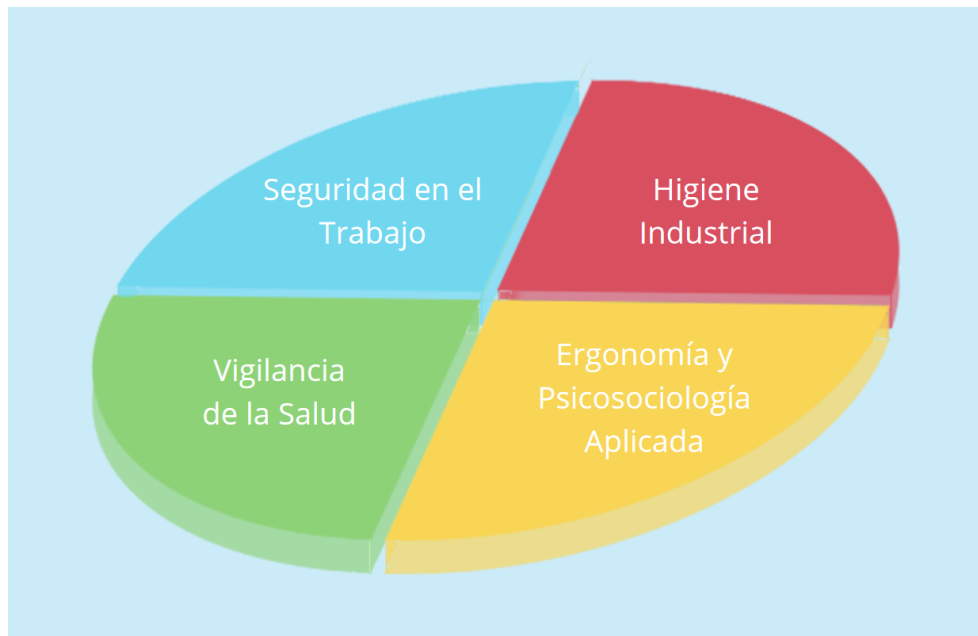 Seguridad en el
Trabajo
Higiene
Industrial
Vigilancia
de la Salud
Ergonomía y
Psicosociología
Aplicada